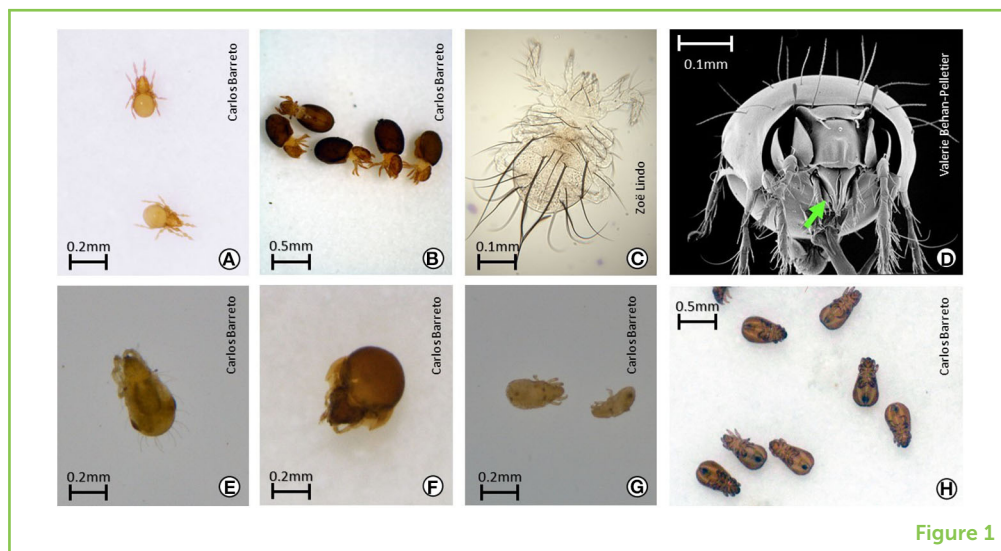 Carlos Barreto
0.2mm
A
Carlos Barreto
0.5mm
B
Zoë Lindo
0.1mm
C
0.1mm
Valerie Behan-Pelletier
D
Carlos Barreto
0.2mm
E
Carlos Barreto
0.2mm
F
Carlos Barreto
0.2mm
G
0.5mm
Carlos Barreto
H
Figure 1